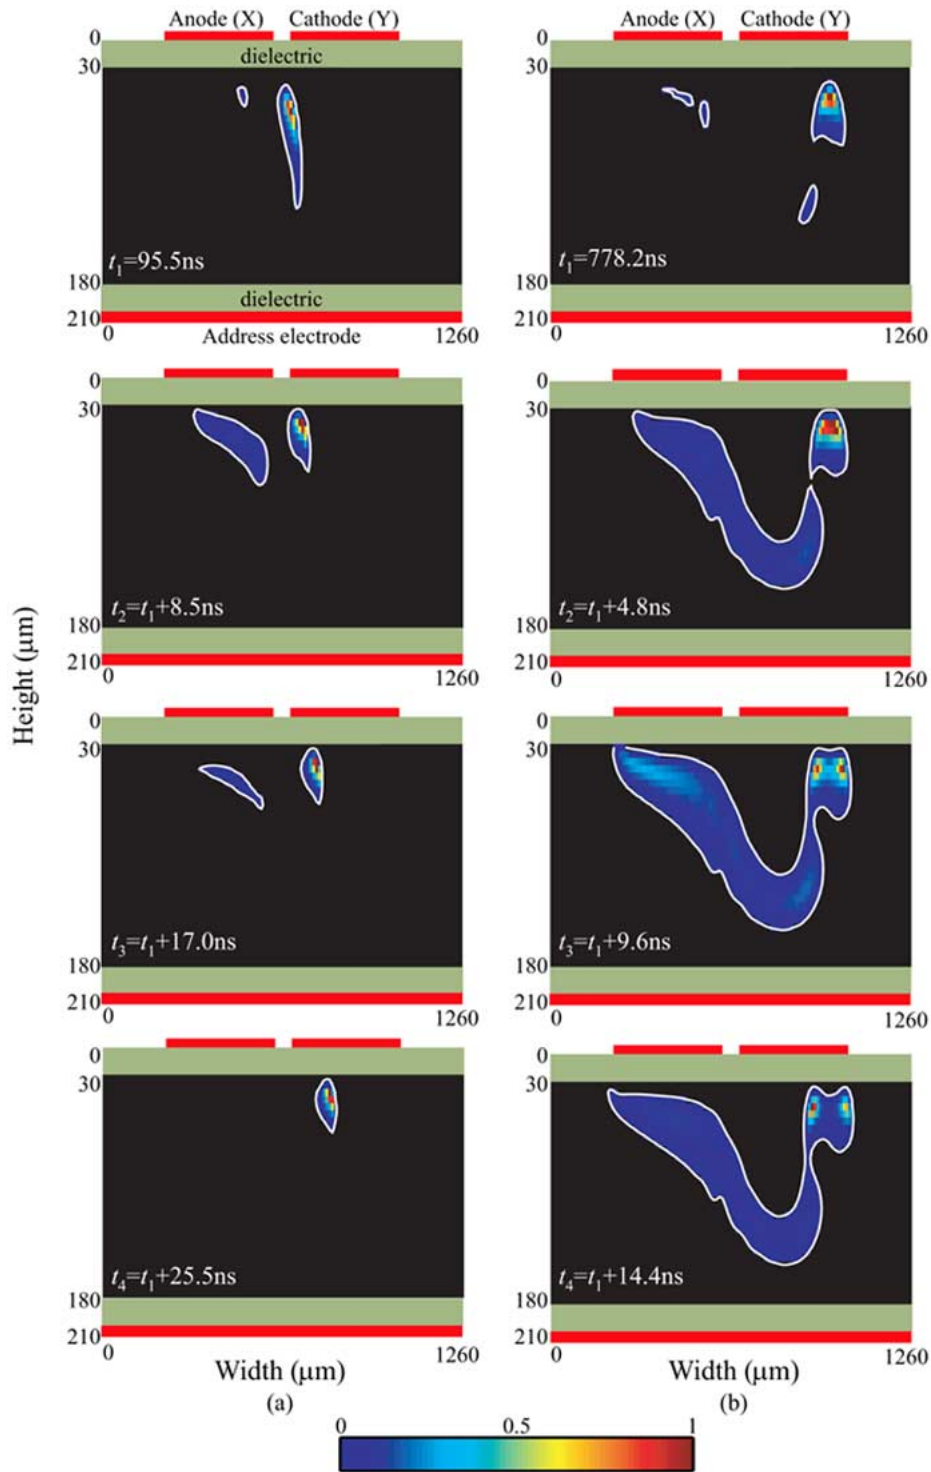 Anode (X) Cathode (Y) Anode (X) Cathode (Y)
0 0
30 dielectric 30
t1=95.5ns t1=778.2ns
180 180
dielectric
210 210
0 Address electrode 1260 0 1260
0 0
30 30
t2=t1+8.5ns t2=t1+4.8ns
180 180
210 210
0 1260 0 1260
Height (μm)
0 0
30 30
t3=t1+17.0ns t3=t1+9.6ns
180 180
210 210
0 1260 0 1260
0 0
30 30
t4=t1+25.5ns t4=t1+14.4ns
180 180
210 210
0 Width (μm) 1260 0 Width (μm) 1260
(a) (b)
0 0.5 1